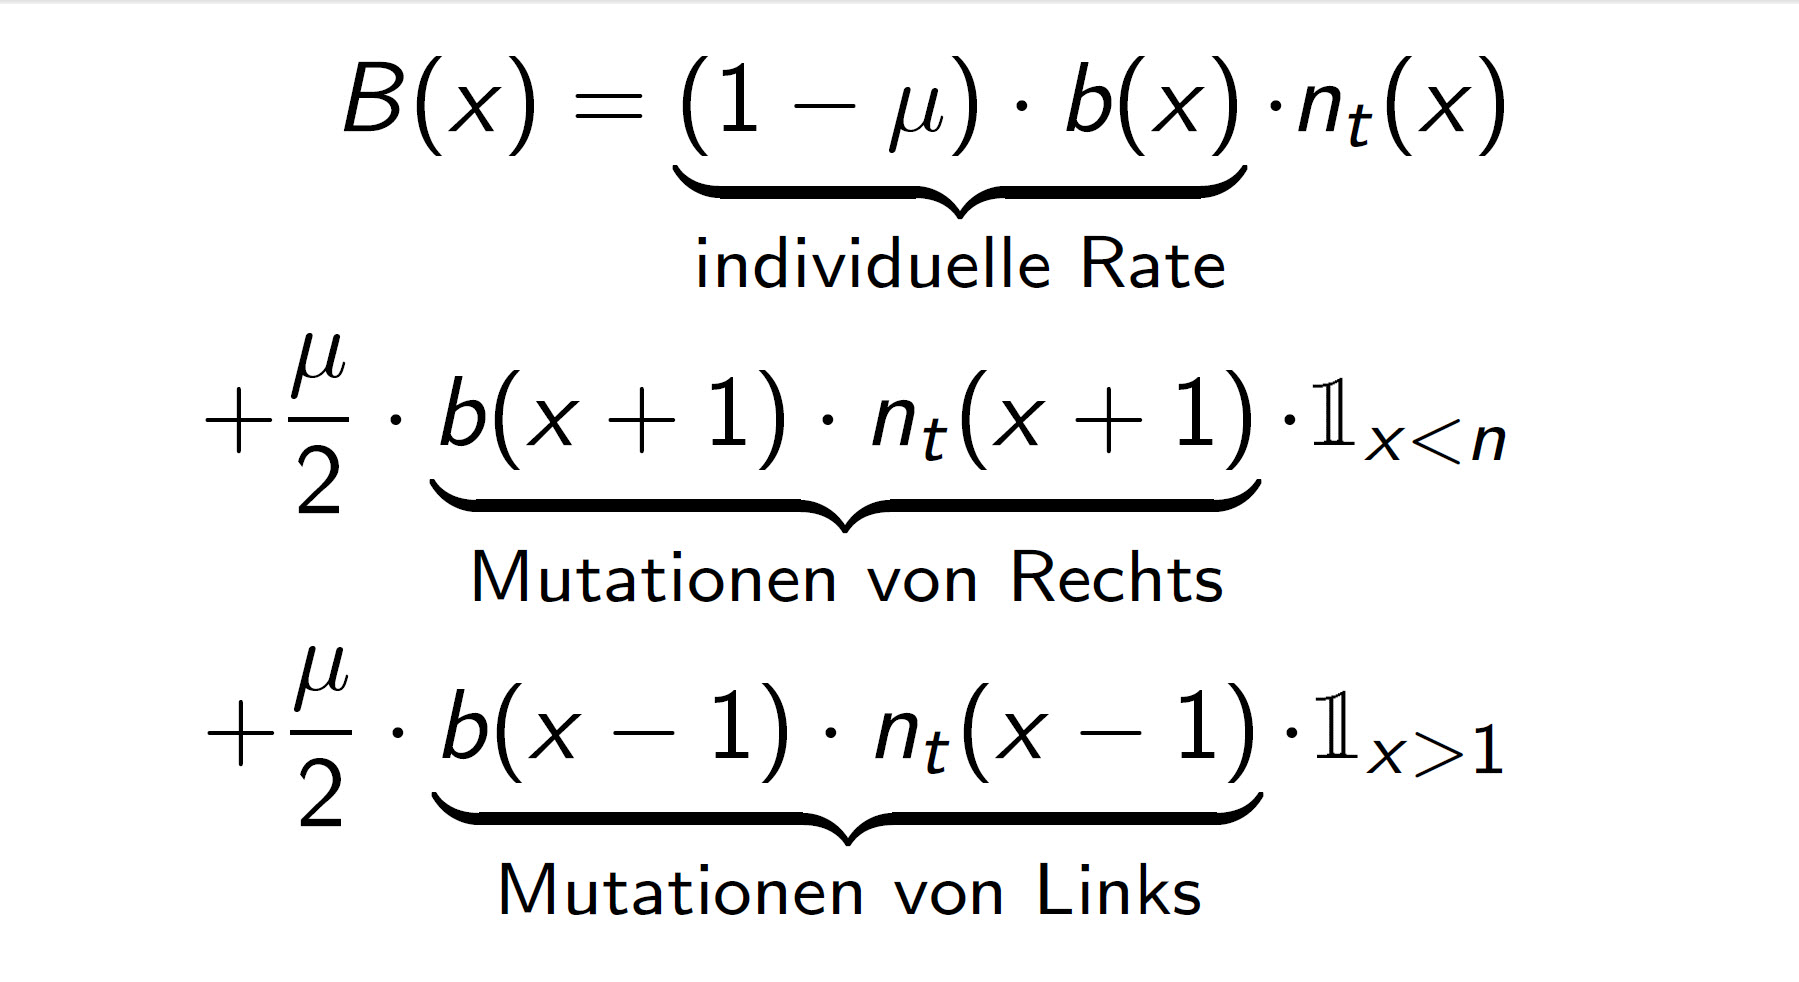 B(x) = (1 − μ) · b(x) · n_t(x)
individuelle Rate
+ μ/2 · b(x + 1) · n_t(x + 1) · 𝟙_{x<n}
Mutationen von Rechts
+ μ/2 · b(x − 1) · n_t(x − 1) · 𝟙_{x>1}
Mutationen von Links